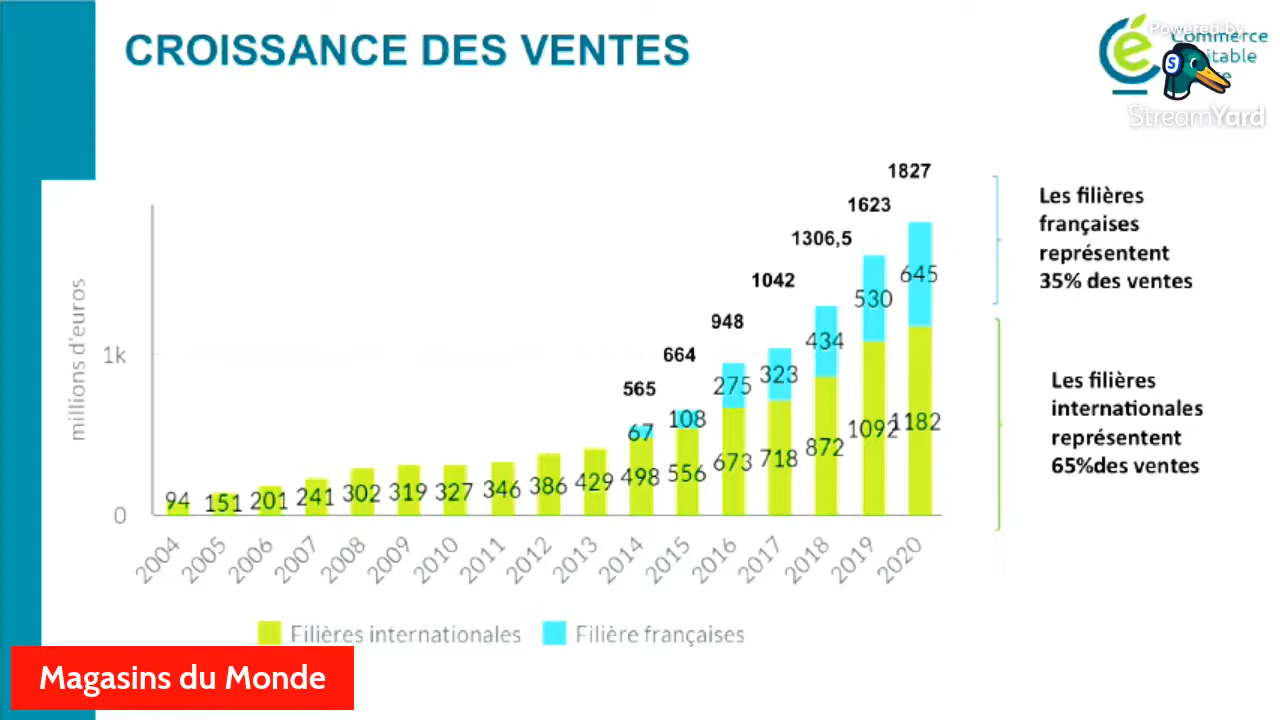 CROISSANCE DES VENTES
Powered by
Commerce
StreamYard
1827
1623
1306,5
1042
948
664
565
645
530
434
323
275
108
67
94
151
201
241
302
319
327
346
386
429
498
556
673
718
872
1092
1182
millions d'euros
1k
0
2004
2005
2006
2007
2008
2009
2010
2011
2012
2013
2014
2015
2016
2017
2018
2019
2020
Filières internationales
Filière françaises
Les filières
françaises
représentent
35% des ventes
Les filières
internationales
représentent
65%des ventes
Magasins du Monde